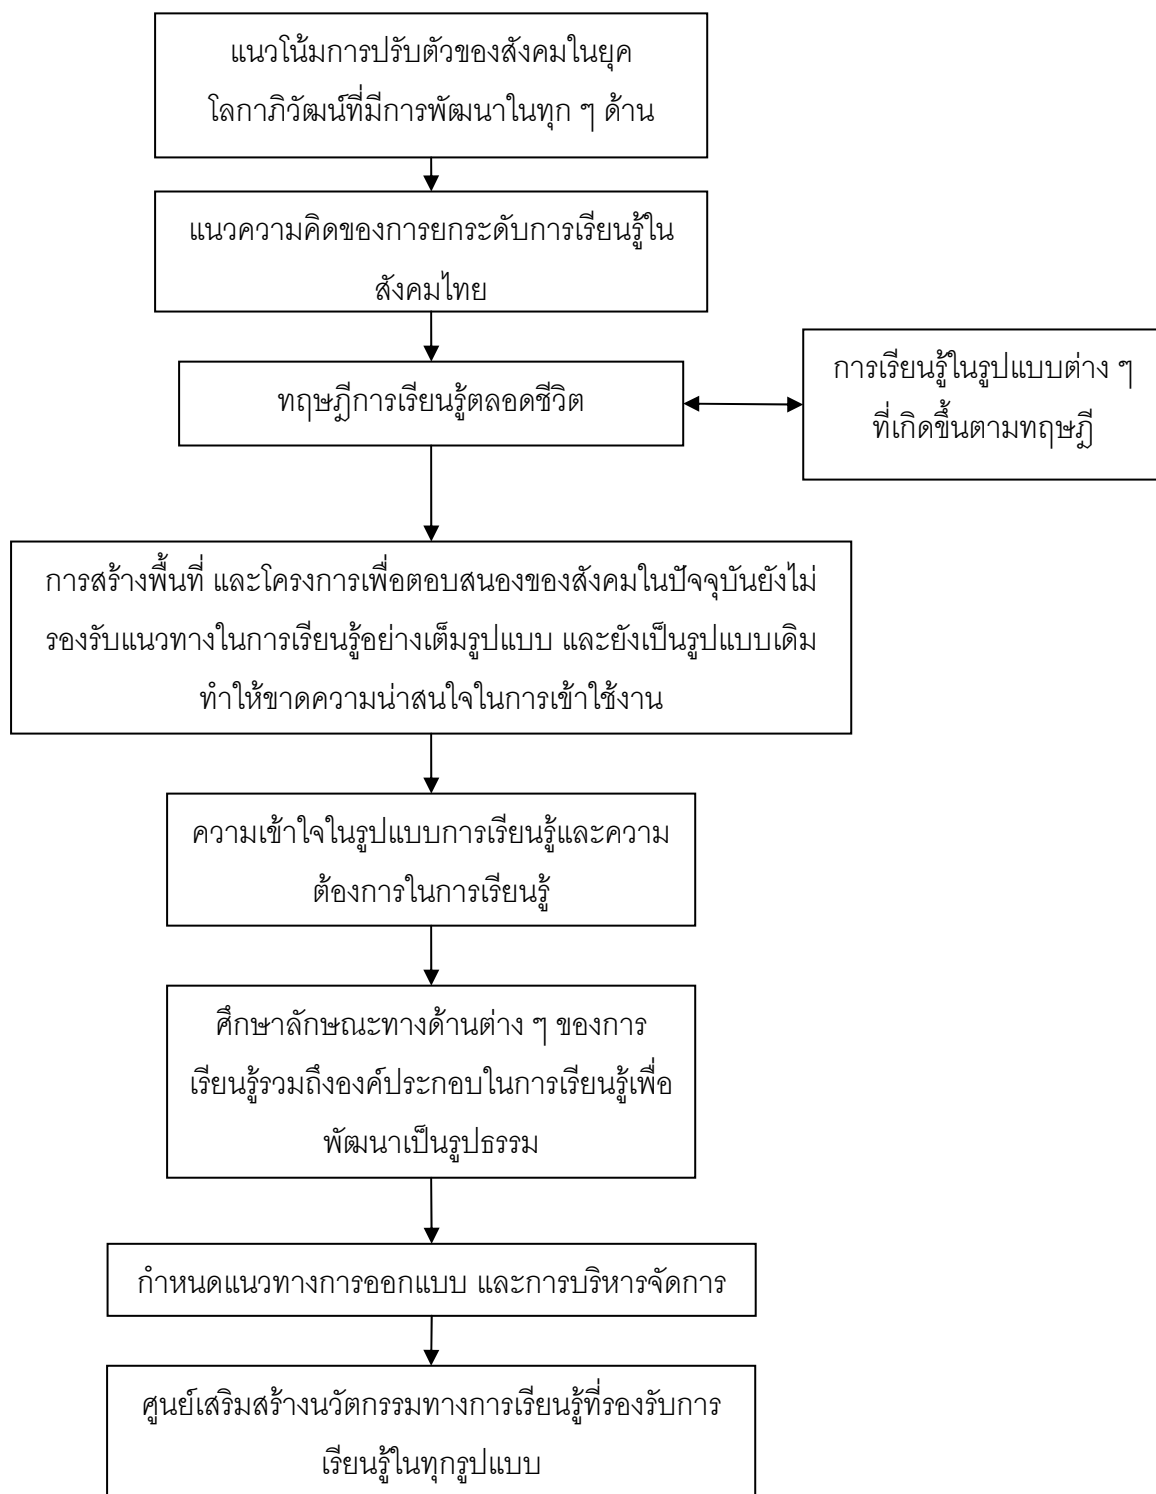 แนวโน้มการปรับตัวของสังคมในยุค
โลกาภิวัฒน์ที่มีการพัฒนาในทุก ๆ ด้าน
แนวความคิดของการยกระดับการเรียนรู้ใน
สังคมไทย
ทฤษฎีการเรียนรู้ตลอดชีวิต
การเรียนรู้ในรูปแบบต่าง ๆ
ที่เกิดขึ้นตามทฤษฎี
การสร้างพื้นที่ และโครงการเพื่อตอบสนองของสังคมในปัจจุบันยังไม่
รองรับแนวทางในการเรียนรู้อย่างเต็มรูปแบบ และยังเป็นรูปแบบเดิม
ทำให้ขาดความน่าสนใจในการเข้าใช้งาน
ความเข้าใจในรูปแบบการเรียนรู้และความ
ต้องการในการเรียนรู้
ศึกษาลักษณะทางด้านต่าง ๆ ของการ
เรียนรู้รวมถึงองค์ประกอบในการเรียนรู้เพื่อ
พัฒนาเป็นรูปธรรม
กำหนดแนวทางการออกแบบ และการบริหารจัดการ
ศูนย์เสริมสร้างนวัตกรรมทางการเรียนรู้ที่รองรับการ
เรียนรู้ในทุกรูปแบบ